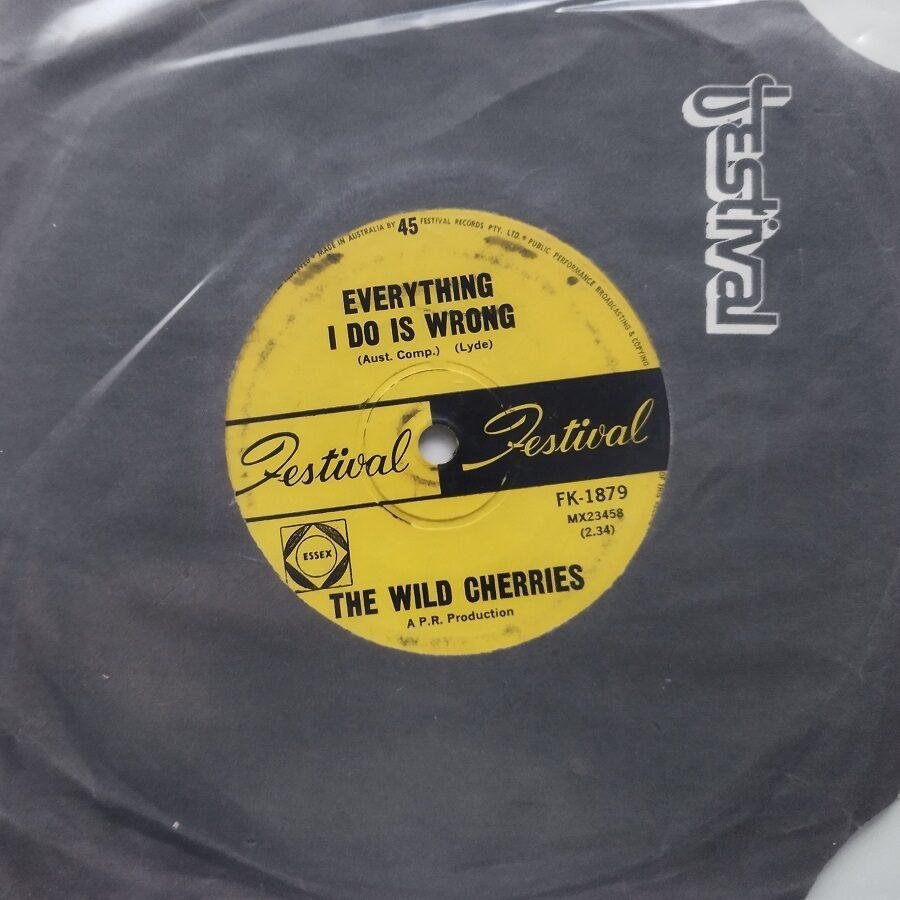 Festival
MADE IN AUSTRALIA BY 45 FESTIVAL RECORDS PTY. LTD. • PUBLIC PERFORMANCE BROADCASTING & COPYING
EVERYTHING
I DO IS WRONG
(Aust. Comp.) (Lyde)
Festival Festival
FK-1879
MX23458
(2.34)
ESSEX
THE WILD CHERRIES
A P.R. Production